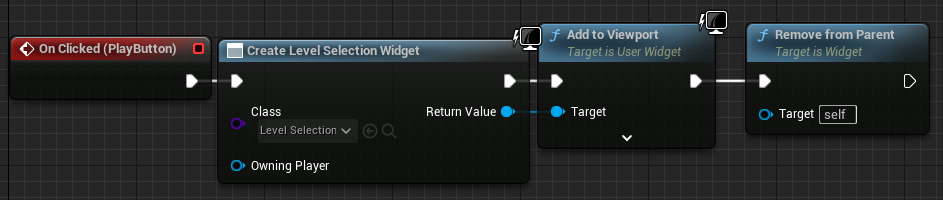 On Clicked (PlayButton)
Create Level Selection Widget
Class
Level Selection
Return Value
Owning Player
Add to Viewport
Target is User Widget
Target
Remove from Parent
Target is Widget
Target self